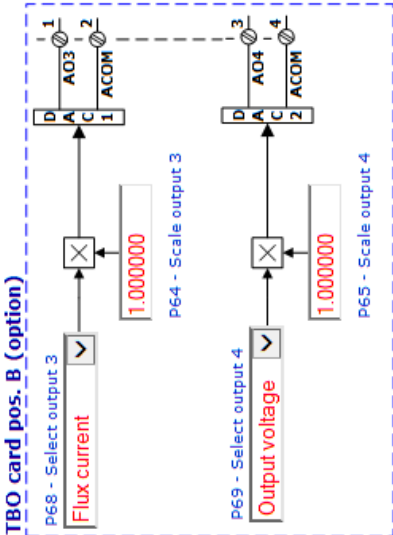 TBO card pos. B (option)
P68 - Select output 3
Flux current
P64 - Scale output 3
1.000000
D
A
C
1
AO3
ACOM
1
2
P69 - Select output 4
Output voltage
P65 - Scale output 4
1.000000
D
A
C
2
AO4
ACOM
3
4